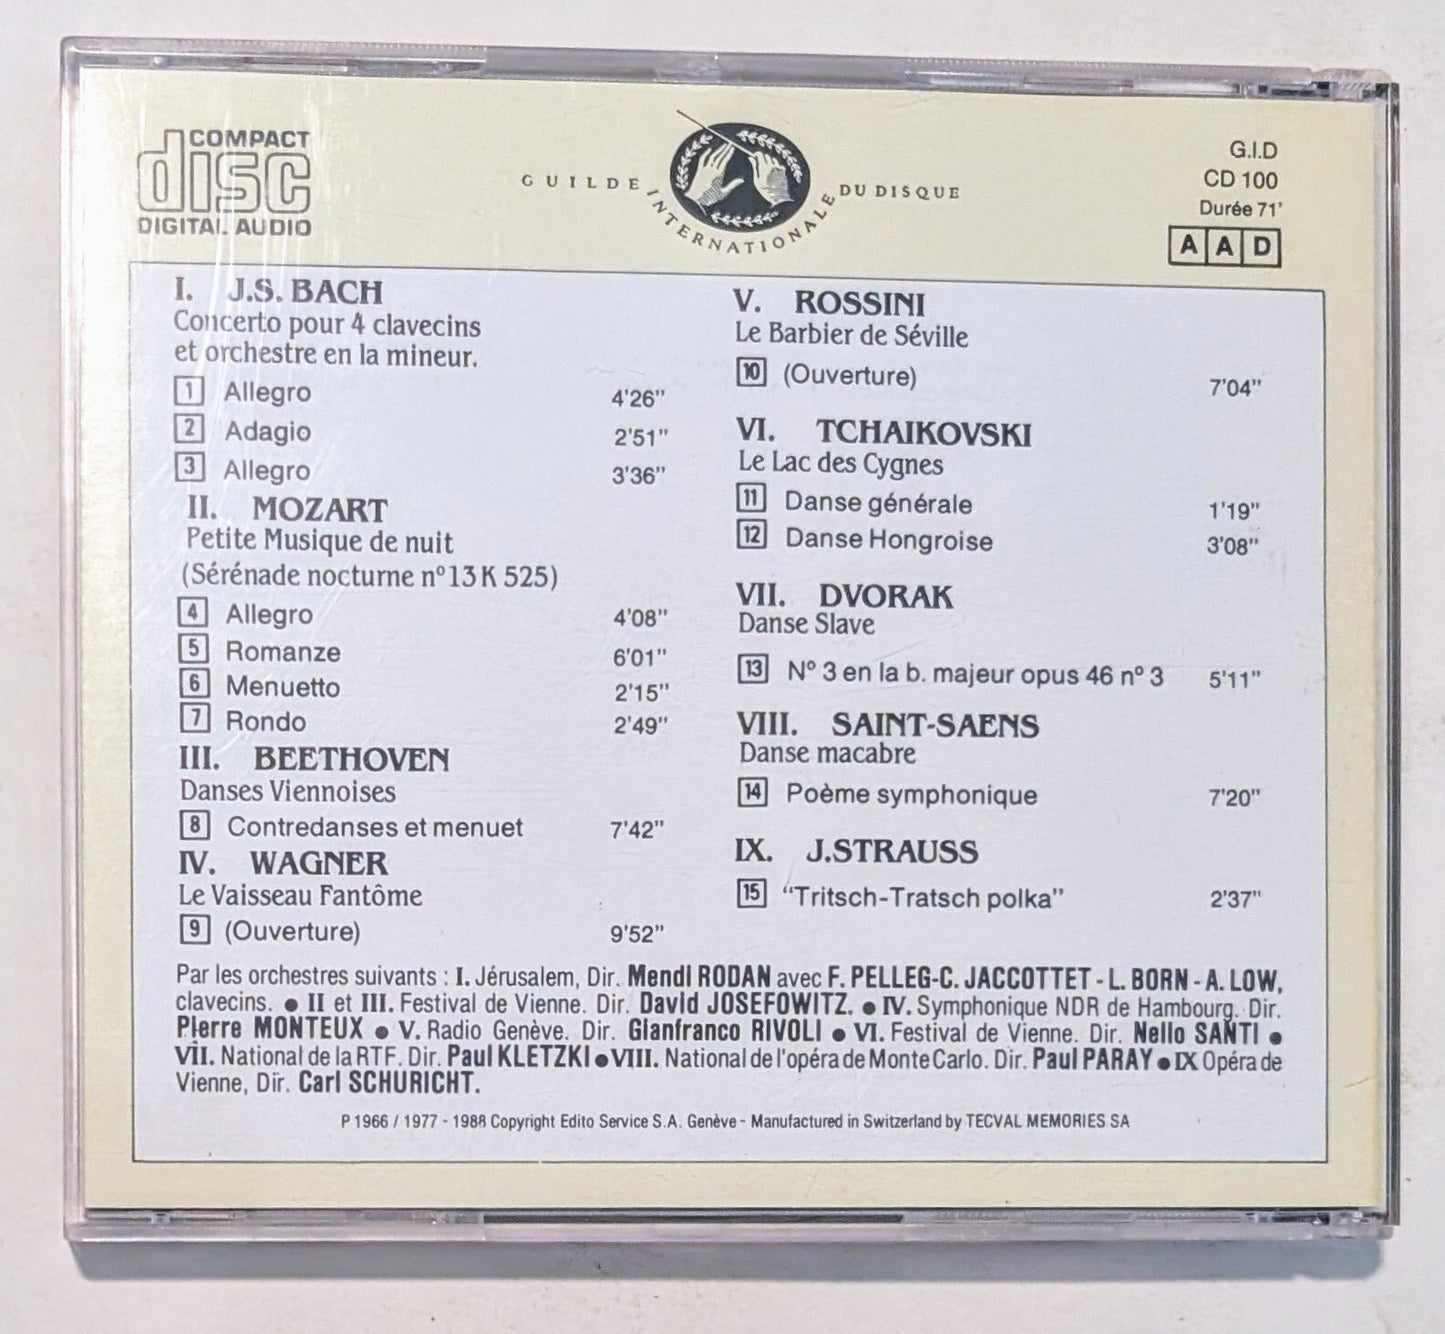 COMPACT
disc
DIGITAL AUDIO
GUILDE INTERNATIONALE DU DISQUE
G.I.D
CD 100
Durée 71'
A A D
I. J.S. BACH
Concerto pour 4 clavecins
et orchestre en la mineur.
1 Allegro 4'26"
2 Adagio 2'51"
3 Allegro 3'36"
II. MOZART
Petite Musique de nuit
(Sérénade nocturne nº 13 K 525)
4 Allegro 4'08"
5 Romanze 6'01"
6 Menuetto 2'15"
7 Rondo 2'49"
III. BEETHOVEN
Danses Viennoises
8 Contredanses et menuet 7'42"
IV. WAGNER
Le Vaisseau Fantôme
9 (Ouverture) 9'52"
V. ROSSINI
Le Barbier de Séville
10 (Ouverture) 7'04"
VI. TCHAIKOVSKI
Le Lac des Cygnes
11 Danse générale 1'19"
12 Danse Hongroise 3'08"
VII. DVORAK
Danse Slave
13 Nº 3 en la b. majeur opus 46 nº 3 5'11"
VIII. SAINT-SAENS
Danse macabre
14 Poème symphonique 7'20"
IX. J.STRAUSS
15 "Tritsch-Tratsch polka" 2'37"
Par les orchestres suivants : I. Jérusalem, Dir. Mendi RODAN avec F. PELLEG-C. JACCOTTET - L. BORN - A. LOW,
clavecins. ● II et III. Festival de Vienne. Dir. David JOSEFOWITZ. ● IV. Symphonique NDR de Hambourg. Dir.
Pierre MONTEUX ● V. Radio Genève. Dir. Gianfranco RIVOLI ● VI. Festival de Vienne. Dir. Nello SANTI ●
VII. National de la RTF. Dir. Paul KLETZKI ● VIII. National de l'opéra de Monte Carlo. Dir. Paul PARAY ● IX Opéra de
Vienne, Dir. Carl SCHURICHT.
P 1966 / 1977 - 1988 Copyright Edito Service S.A. Genève - Manufactured in Switzerland by TECVAL MEMORIES SA